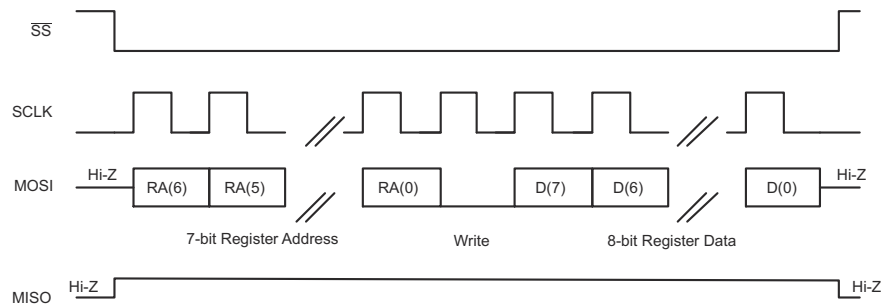 SS
SCLK
Hi-Z Hi-Z
MOSI RA(6) RA(5) RA(0) D(7) D(6) D(0)
7-bit Register Address Write 8-bit Register Data
Hi-Z Hi-Z
MISO